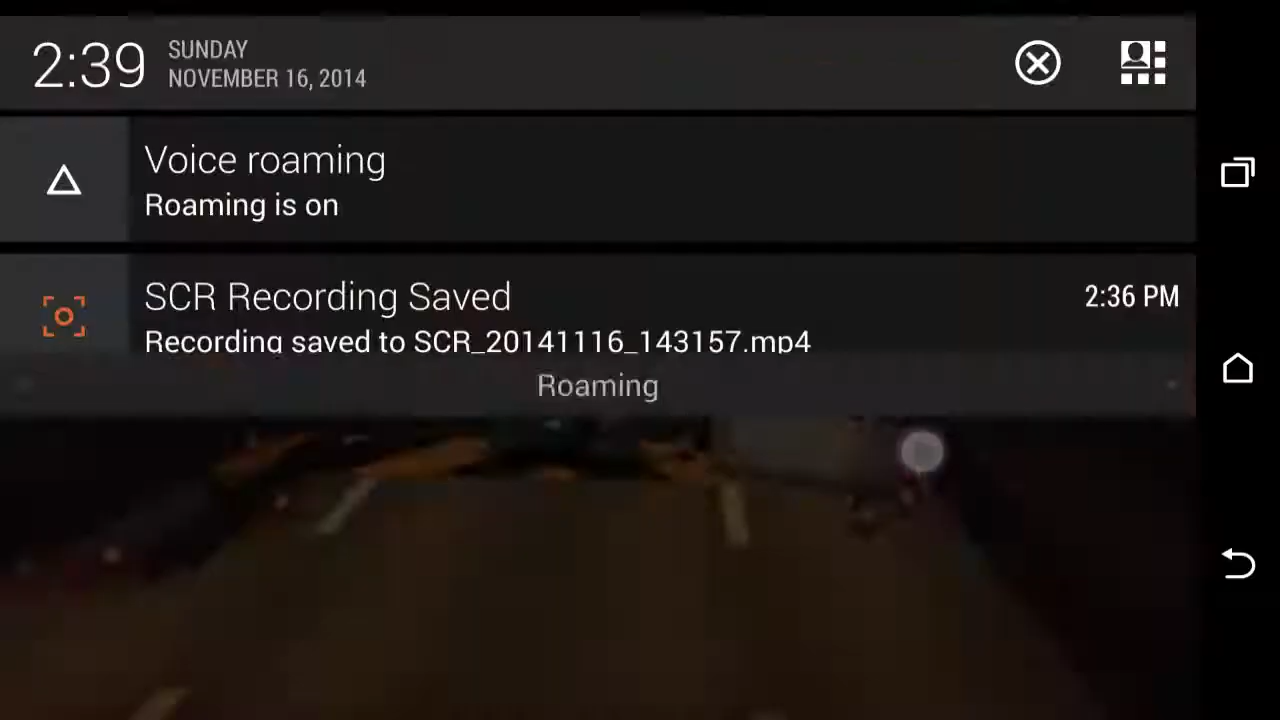 2:39
SUNDAY
NOVEMBER 16, 2014
Voice roaming
Roaming is on
SCR Recording Saved
2:36 PM
Recording saved to SCR_20141116_143157.mp4
Roaming